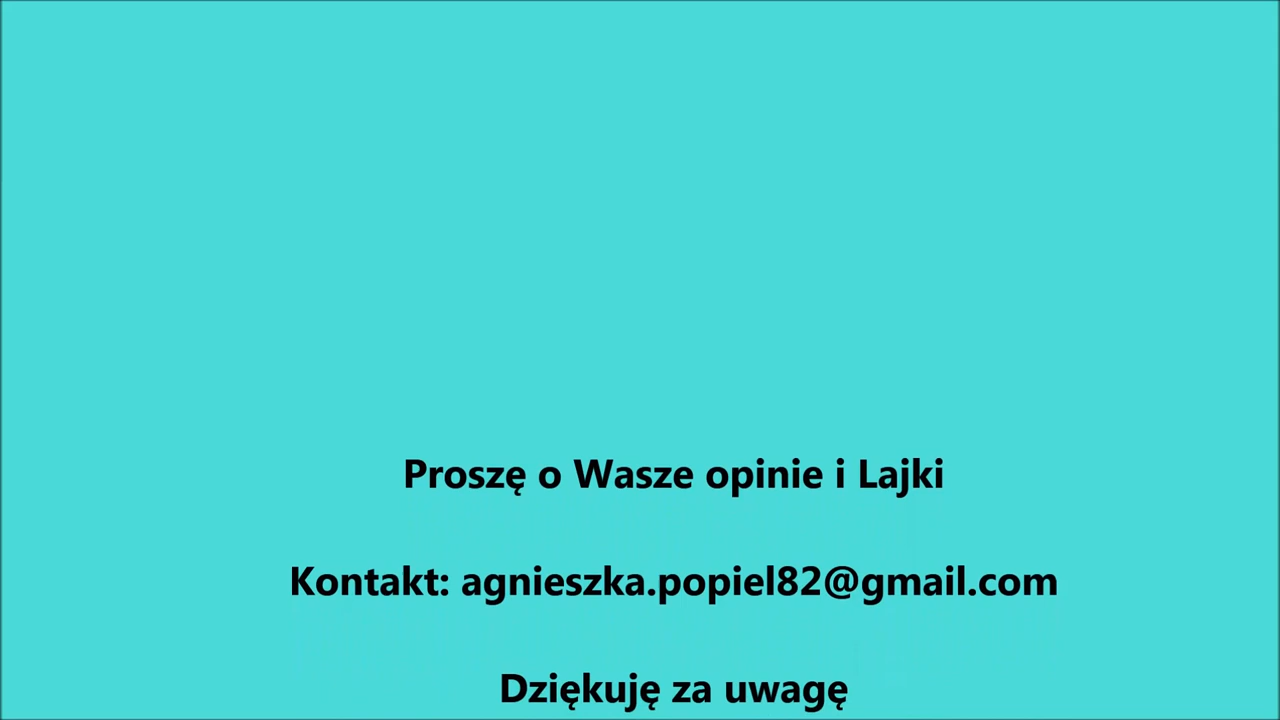 Proszę o Wasze opinie i Lajki
Kontakt: agnieszka.popiel82@gmail.com
Dziękuję za uwagę